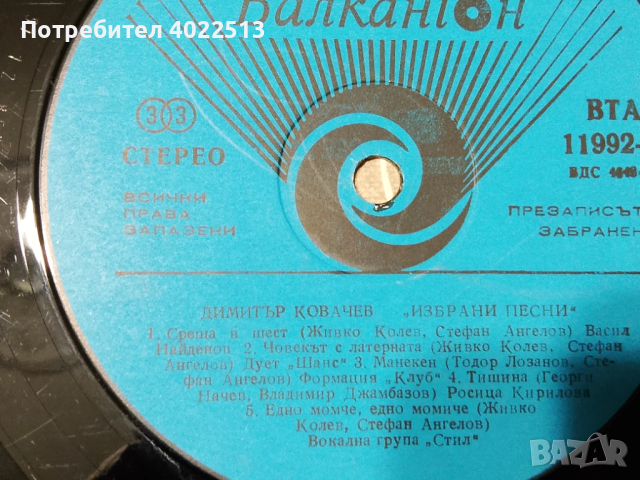 Потребител 4022513
Балкантон
33
СТЕРЕО
ВСИЧКИ
ПРАВА
ЗАПАЗЕНИ
ВТА
11992-
ВДС
ПРЕЗАПИСЪТ
ЗАБРАНЕН
ДИМИТЪР КОВАЧЕВ „ИЗБРАНИ ПЕСНИ“
1. Среща в шест (Живко Колев, Стефан Ангелов) Васил
Найденов 2. Човекът с латерната (Живко Колев, Стефан
Ангелов) Дует „Шанс“ 3. Манекен (Тодор Лозанов, Сте-
фан Ангелов) Формация „Клуб“ 4. Тишина (Георги
Начев, Владимир Джамбазов) Росица Кирилова
5. Едно момче, едно момиче (Живко
Колев, Стефан Ангелов)
Вокална група „Стил“
BAZAR